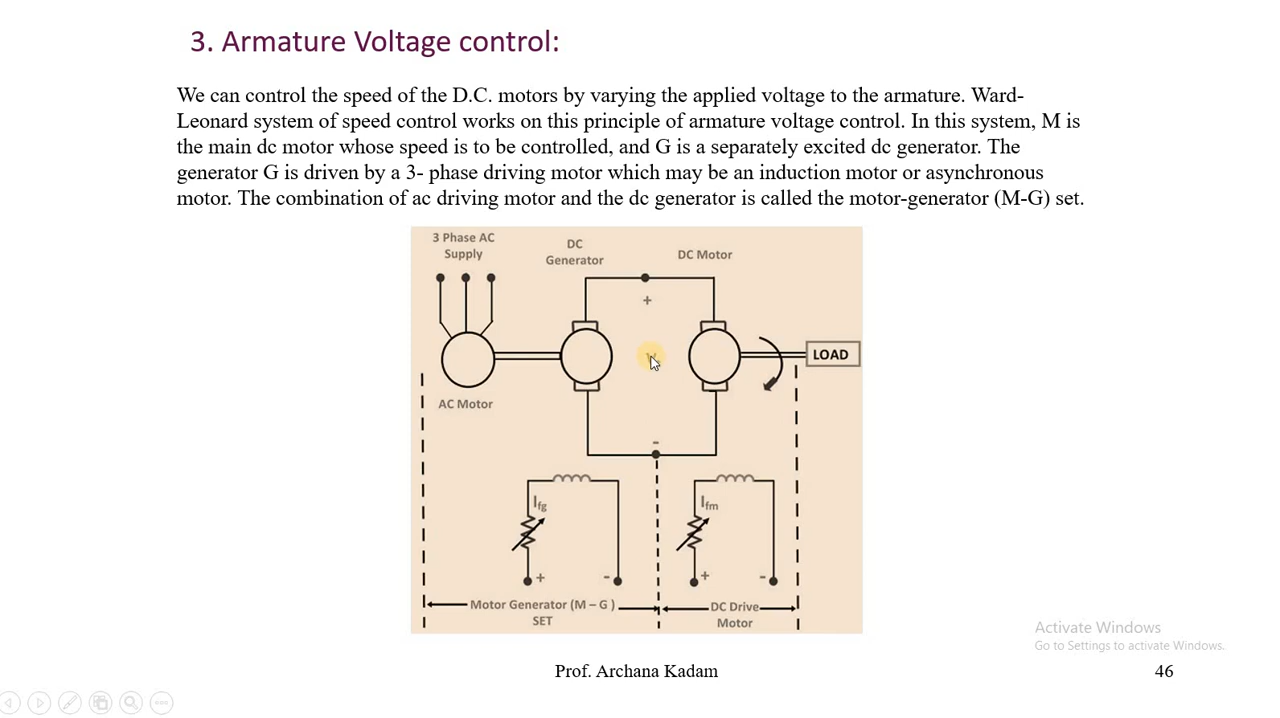 3. Armature Voltage control:
We can control the speed of the D.C. motors by varying the applied voltage to the armature. Ward-
Leonard system of speed control works on this principle of armature voltage control. In this system, M is
the main dc motor whose speed is to be controlled, and G is a separately excited dc generator. The
generator G is driven by a 3- phase driving motor which may be an induction motor or asynchronous
motor. The combination of ac driving motor and the dc generator is called the motor-generator (M-G) set.
3 Phase AC
Supply
DC
Generator
DC Motor
+
LOAD
AC Motor
-
Ifg
Ifm
+ -
+ -
Motor Generator (M – G )
SET
DC Drive
Motor
Activate Windows
Go to Settings to activate Windows.
Prof. Archana Kadam
46